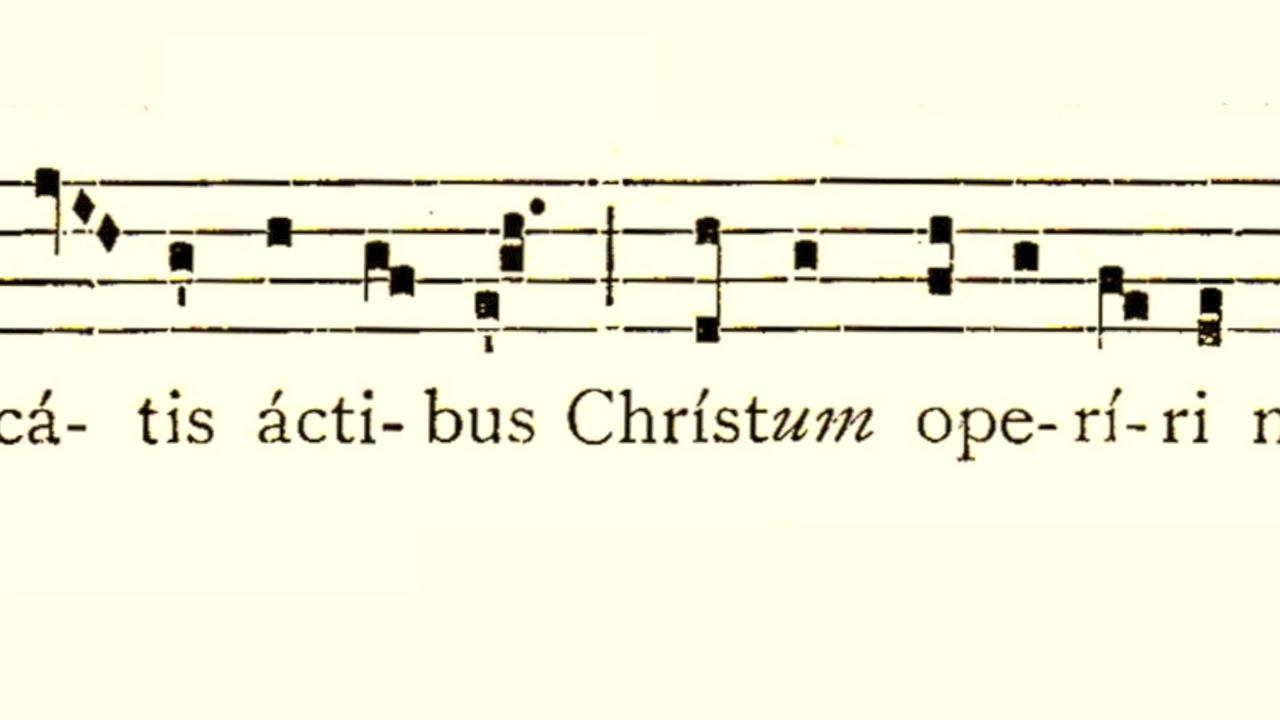 cá- tis ácti- bus Chrístum ope- rí- ri